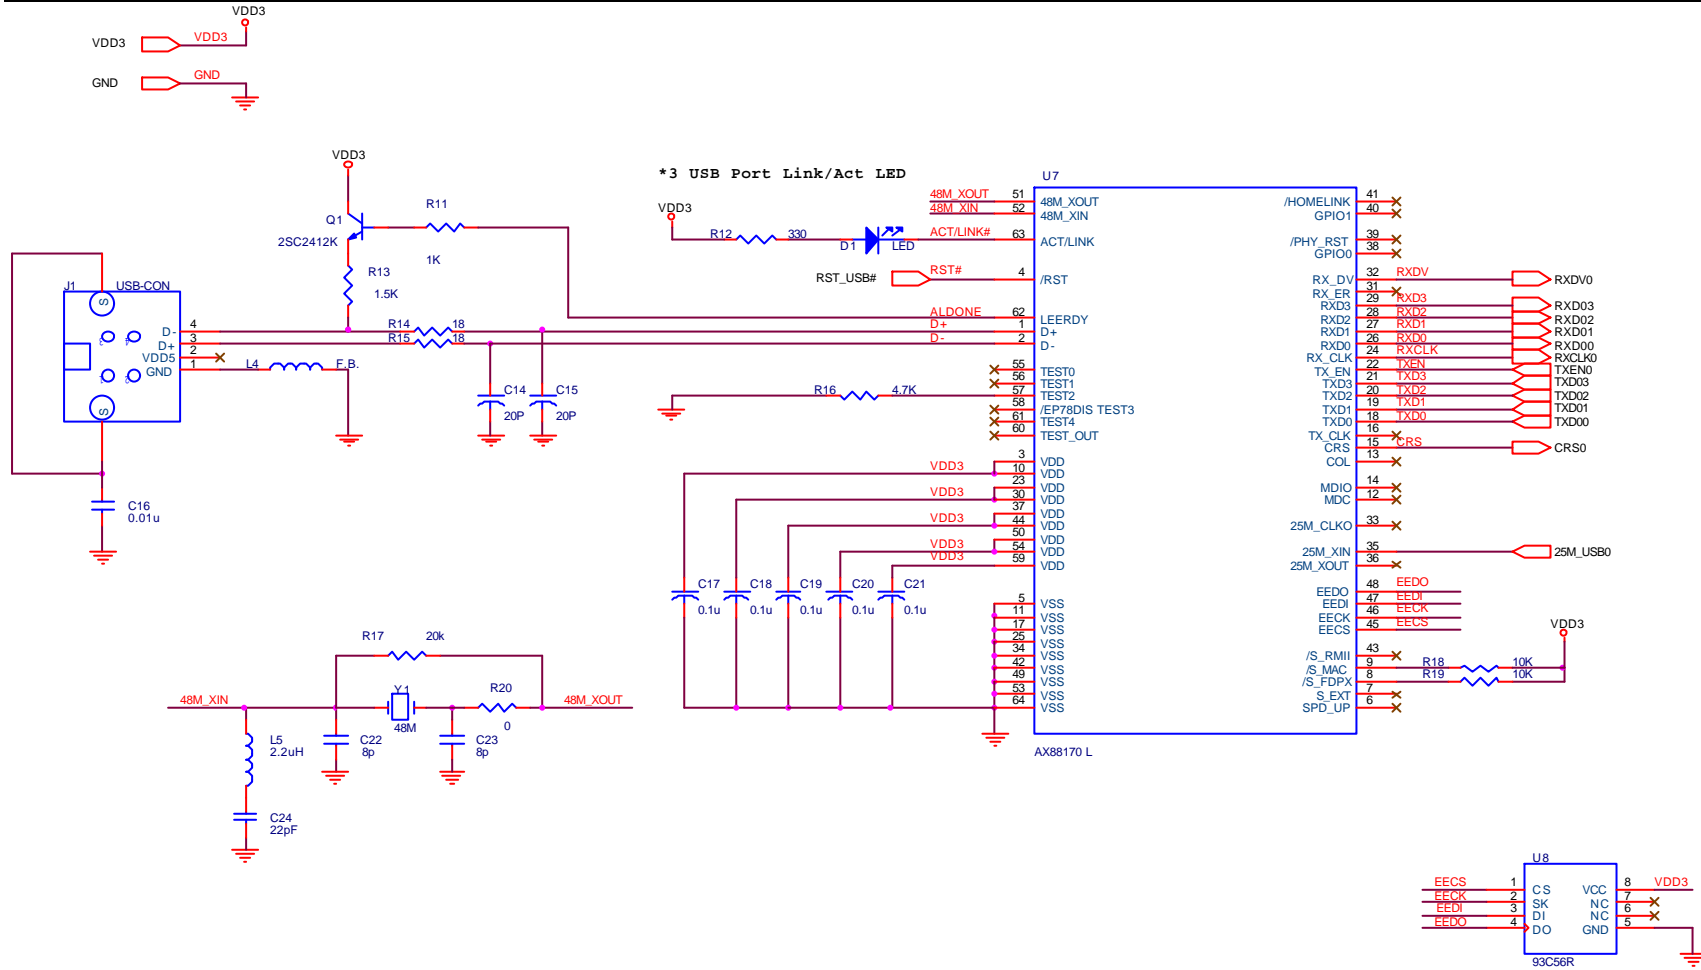 VDD3
VDD3 VDD3
GND GND
VDD3
*3 USB Port Link/Act LED
U7
VDD3
R11
Q1
2SC2412K
1K
R13
1.5K
R12 330
D1 LED
ACT/LINK#
RST_USB# RST#
48M_XOUT 51 48M_XOUT
48M_XIN 52 48M_XIN
63 ACT/LINK
4 /RST
ALDONE 62 LEERDY
D+ 1 D+
D- 2 D-
55 TEST0
56 TEST1
57 TEST2
58 /EP78DIS TEST3
61 TEST4
60 TEST_OUT
R16 4.7K
J1 USB-CON
D- 4
D+ 3
VDD5 2
GND 1
S
S
R14 18
R15 18
L4 F.B.
C14
20P
C15
20P
C16
0.01u
3 VDD
VDD3 10 VDD
23 VDD
VDD3 30 VDD
37 VDD
VDD3 44 VDD
50 VDD
VDD3 54 VDD
VDD3 59 VDD
C17
0.1u
C18
0.1u
C19
0.1u
C20
0.1u
C21
0.1u
5 VSS
11 VSS
17 VSS
25 VSS
34 VSS
42 VSS
49 VSS
53 VSS
64 VSS
AX88170 L
/HOMELINK 41
GPIO1 40
/PHY_RST 39
GPIO0 38
RX_DV 32 RXDV RXDV0
RX_ER 31
RXD3 29 RXD3 RXD03
RXD2 28 RXD2 RXD02
RXD1 27 RXD1 RXD01
RXD0 26 RXD0 RXD00
RX_CLK 24 RXCLK RXCLK0
TX_EN 22 TXEN TXEN0
TXD3 21 TXD3 TXD03
TXD2 20 TXD2 TXD02
TXD1 19 TXD1 TXD01
TXD0 18 TXD0 TXD00
TX_CLK 16
CRS 15 CRS CRS0
COL 13
MDIO 14
MDC 12
25M_CLKO 33
25M_XIN 35 25M_USB0
25M_XOUT 36
EEDO 48 EEDO
EEDI 47 EEDI
EECK 46 EECK
EECS 45 EECS
VDD3
/S_RMII 43
/S_MAC 9 R18 10K
/S_FDPX 8 R19 10K
S_EXT 7
SPD_UP 6
R17 20k
48M_XIN Y1 R20 48M_XOUT
48M 0
L5
2.2uH
C22
8p
C23
8p
C24
22pF
U8
EECS 1 CS VCC 8 VDD3
EECK 2 SK NC 7
EEDI 3 DI NC 6
EEDO 4 DO GND 5
93C56R